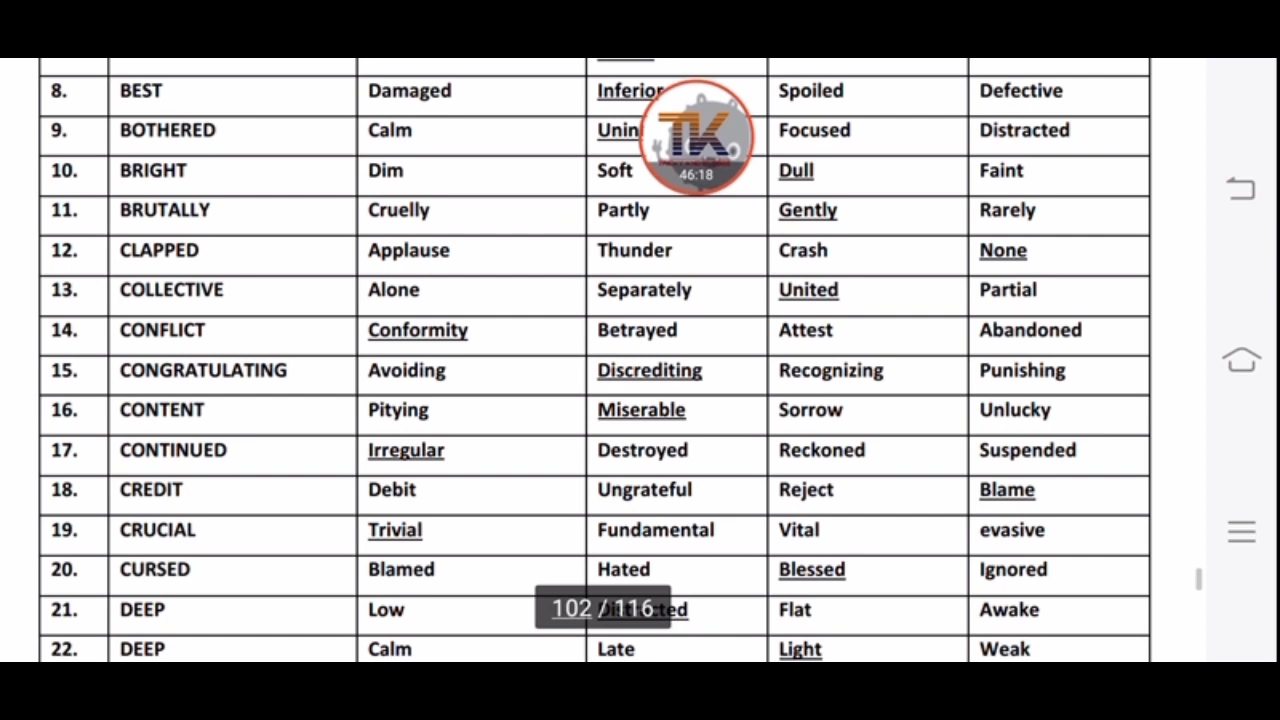 8. BEST Damaged Inferior Spoiled Defective
9. BOTHERED Calm Focused Distracted
TK
10. BRIGHT Dim Soft Dull Faint
46:18
11. BRUTALLY Cruelly Partly Gently Rarely
12. CLAPPED Applause Thunder Crash None
13. COLLECTIVE Alone Separately United Partial
14. CONFLICT Conformity Betrayed Attest Abandoned
15. CONGRATULATING Avoiding Discrediting Recognizing Punishing
16. CONTENT Pitying Miserable Sorrow Unlucky
17. CONTINUED Irregular Destroyed Reckoned Suspended
18. CREDIT Debit Ungrateful Reject Blame
19. CRUCIAL Trivial Fundamental Vital evasive
20. CURSED Blamed Hated Blessed Ignored
102 / 116
21. DEEP Low Flat Awake
22. DEEP Calm Late Light Weak